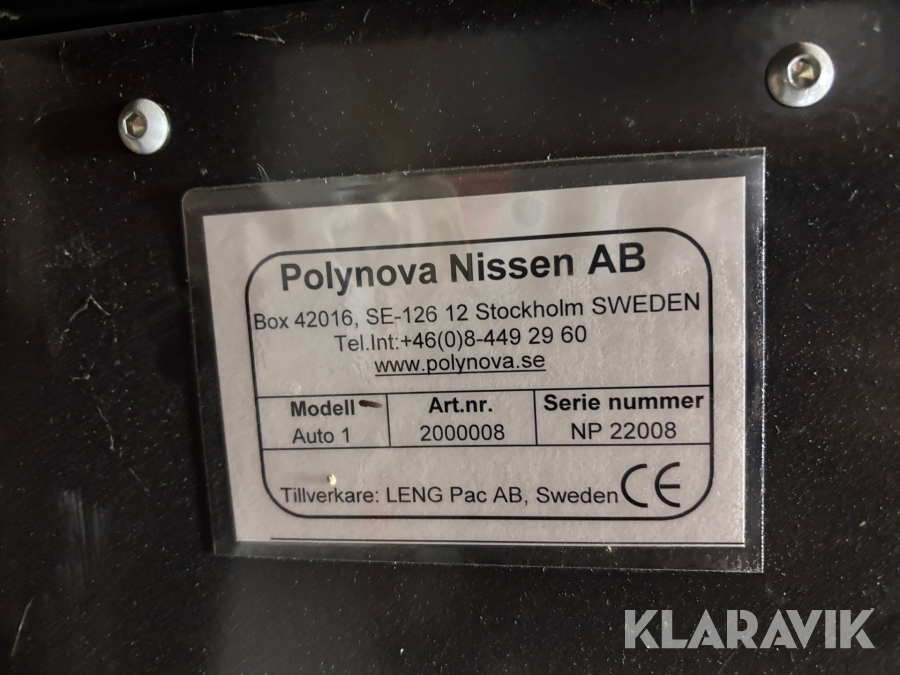 Polynova Nissen AB
Box 42016, SE-126 12 Stockholm SWEDEN
Tel.Int:+46(0)8-449 29 60
www.polynova.se
Modell Art.nr. Serie nummer
Auto 1 2000008 NP 22008
Tillverkare: LENG Pac AB, Sweden CE
KLARAVIK